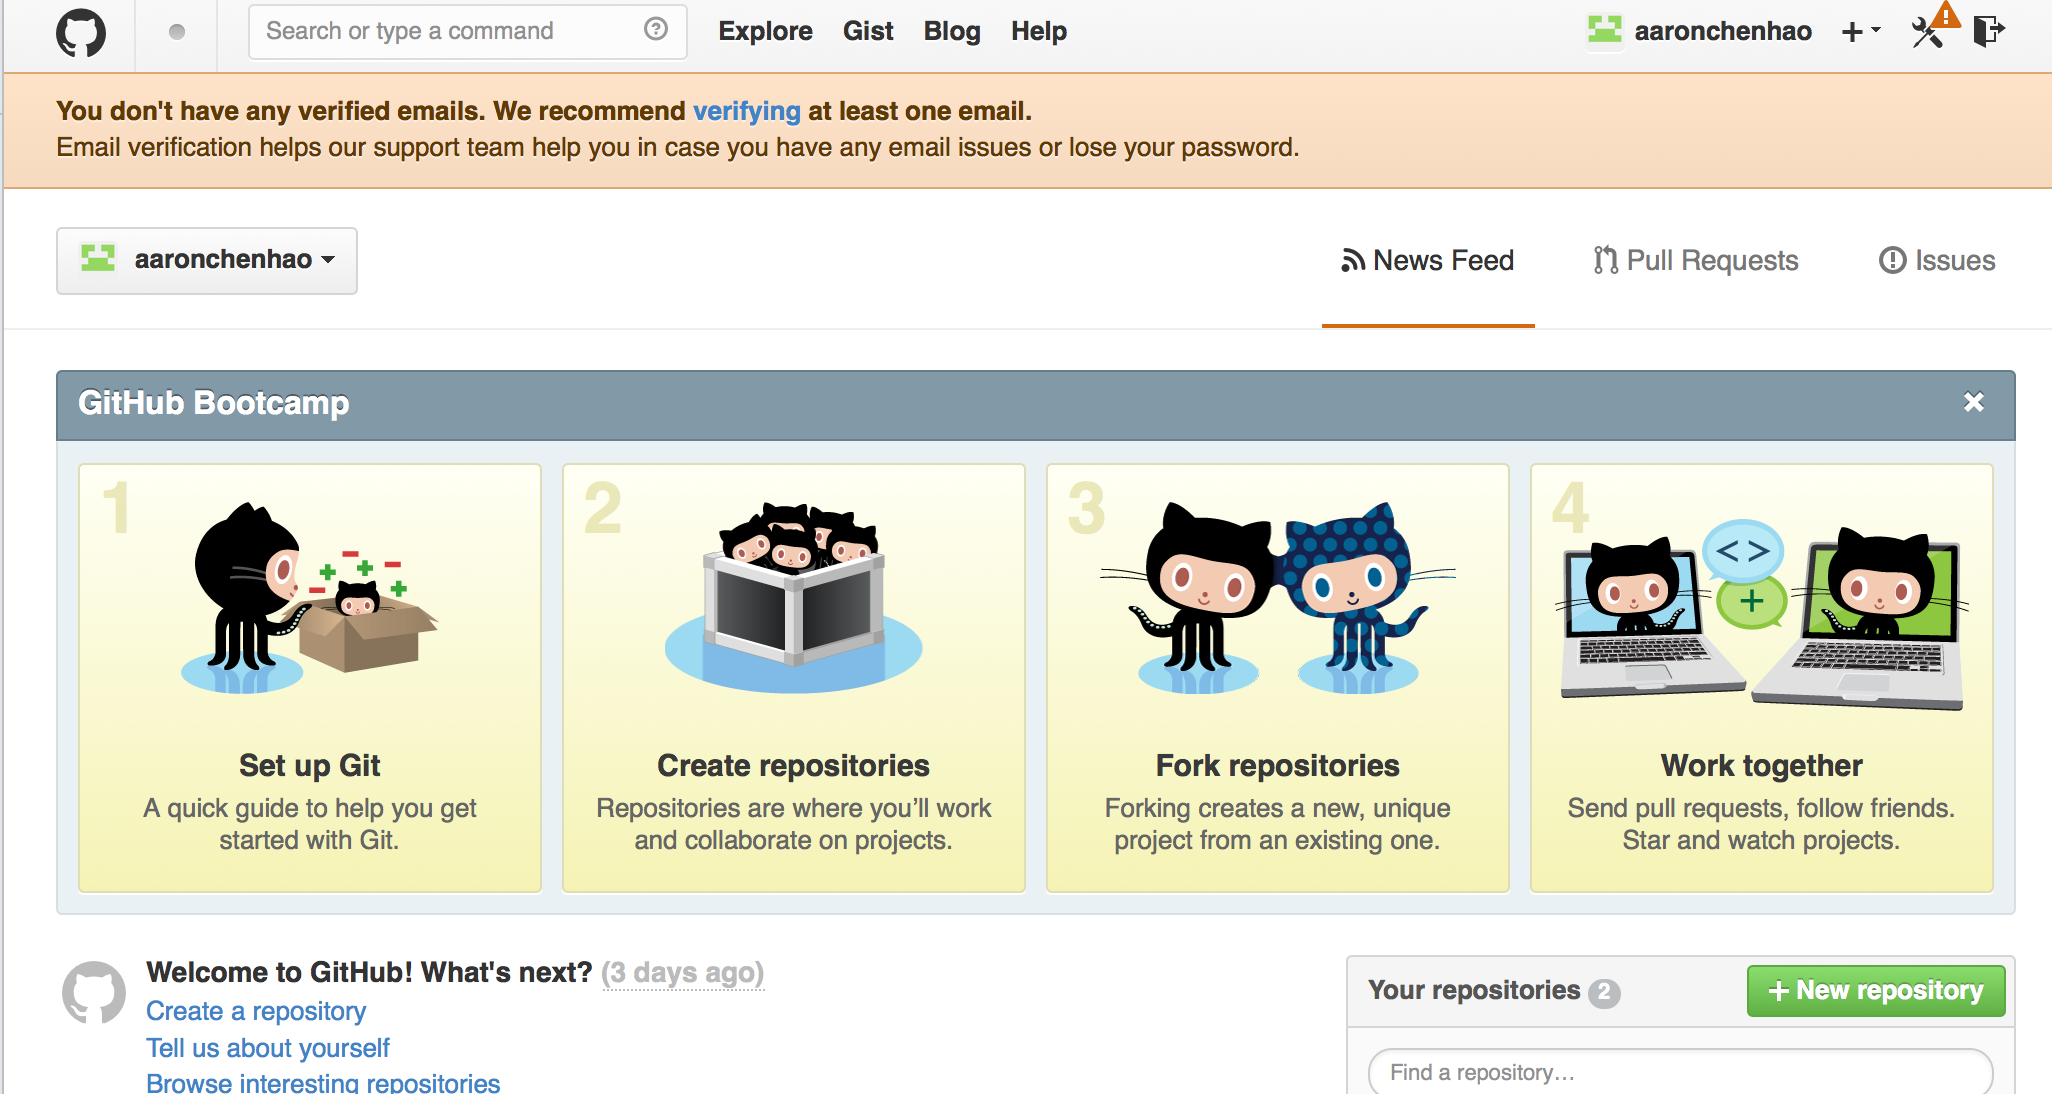 Search or type a command
Explore Gist Blog Help
aaronchenhao
You don't have any verified emails. We recommend verifying at least one email.
Email verification helps our support team help you in case you have any email issues or lose your password.
aaronchenhao
News Feed
Pull Requests
Issues
GitHub Bootcamp
1
Set up Git
A quick guide to help you get
started with Git.
2
Create repositories
Repositories are where you’ll work
and collaborate on projects.
3
Fork repositories
Forking creates a new, unique
project from an existing one.
4
Work together
Send pull requests, follow friends.
Star and watch projects.
Welcome to GitHub! What's next? (3 days ago)
Create a repository
Tell us about yourself
Browse interesting repositories
Your repositories 2
New repository
Find a repository…